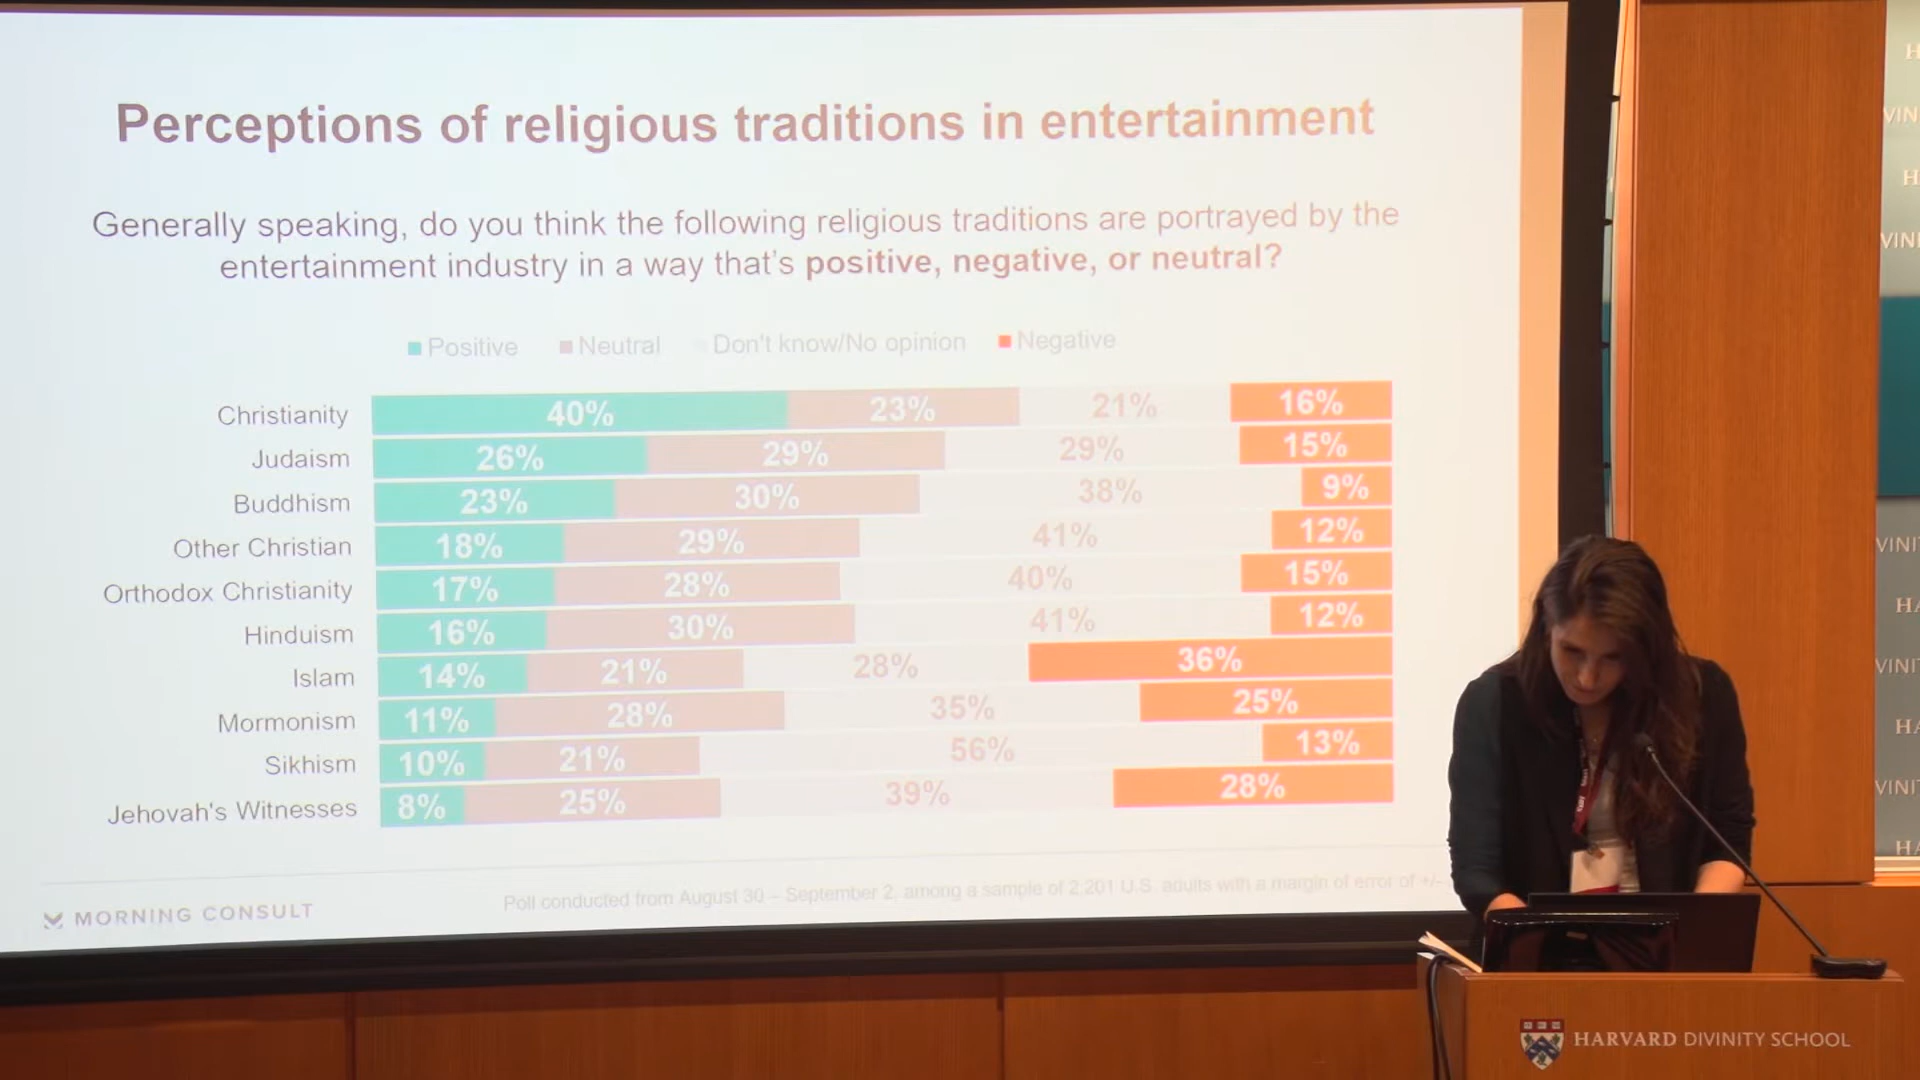 Perceptions of religious traditions in entertainment
Generally speaking, do you think the following religious traditions are portrayed by the
entertainment industry in a way that's positive, negative, or neutral?
Positive Neutral Don't know/No opinion Negative
Christianity 40% 23% 21% 16%
Judaism 26% 29% 29% 15%
Buddhism 23% 30% 38% 9%
Other Christian 18% 29% 41% 12%
Orthodox Christianity 17% 28% 40% 15%
Hinduism 16% 30% 41% 12%
Islam 14% 21% 28% 36%
Mormonism 11% 28% 35% 25%
Sikhism 10% 21% 56% 13%
Jehovah's Witnesses 8% 25% 39% 28%
MORNING CONSULT
Poll conducted from August 30 – September 2, among a sample of 2,201 U.S. adults with a margin of error of +/-
HARVARD DIVINITY SCHOOL